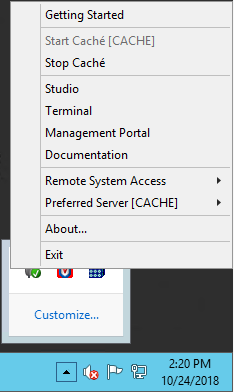 Getting Started
Start Caché [CACHE]
Stop Caché
Studio
Terminal
Management Portal
Documentation
Remote System Access
Preferred Server [CACHE]
About...
Exit
Customize...
2:20 PM
10/24/2018